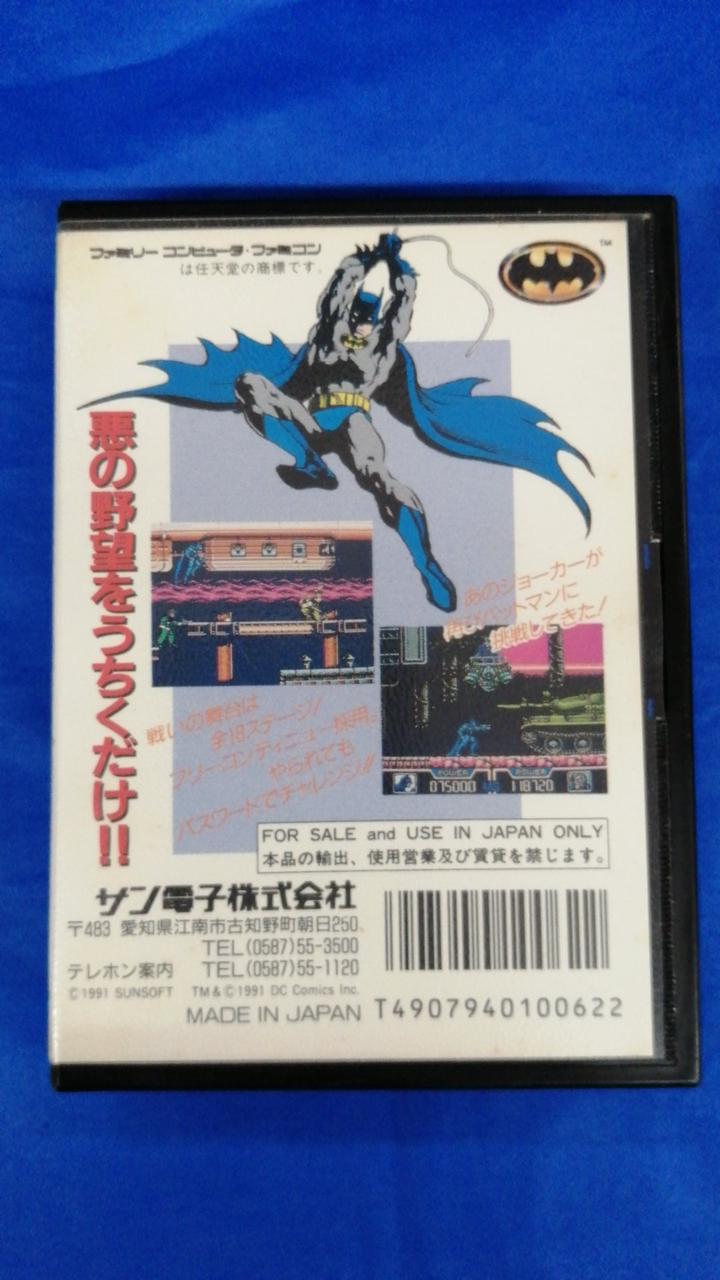 ファミリー コンピュータ・ファミコン
は任天堂の商標です。
TM
悪の野望をうちくだけ!!
あのジョーカーが
再びバットマンに
挑戦してきた!
戦いの舞台は
全18ステージ!
フリーコンティニュー採用。
やられても
パスワードでチャレンジ!!
POWER
POWER
075000
118720
FOR SALE and USE IN JAPAN ONLY
本品の輸出、使用営業及び賃貸を禁じます。
サン電子株式会社
〒483 愛知県江南市古知野町朝日250
TEL(0587)55-3500
テレホン案内 TEL(0587)55-1120
©1991 SUNSOFT TM&©1991 DC Comics Inc.
MADE IN JAPAN
T4907940100622